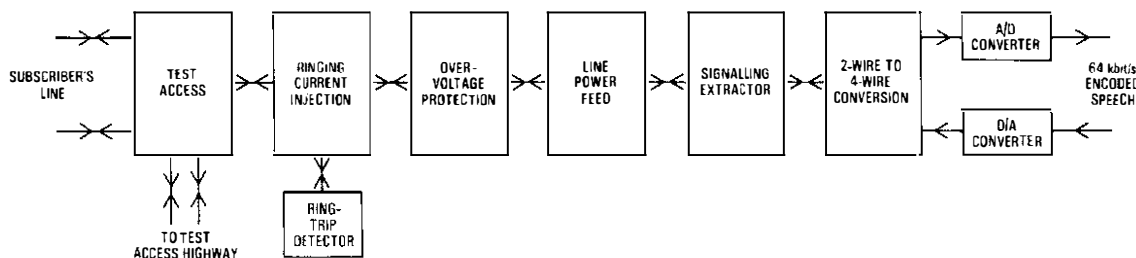 SUBSCRIBER'S
LINE
TEST
ACCESS
TO TEST
ACCESS HIGHWAY
RINGING
CURRENT
INJECTION
RING-
TRIP
DETECTOR
OVER-
VOLTAGE
PROTECTION
LINE
POWER
FEED
SIGNALLING
EXTRACTOR
2-WIRE TO
4-WIRE
CONVERSION
A/D
CONVERTER
D/A
CONVERTER
64 kbit/s
ENCODED
SPEECH